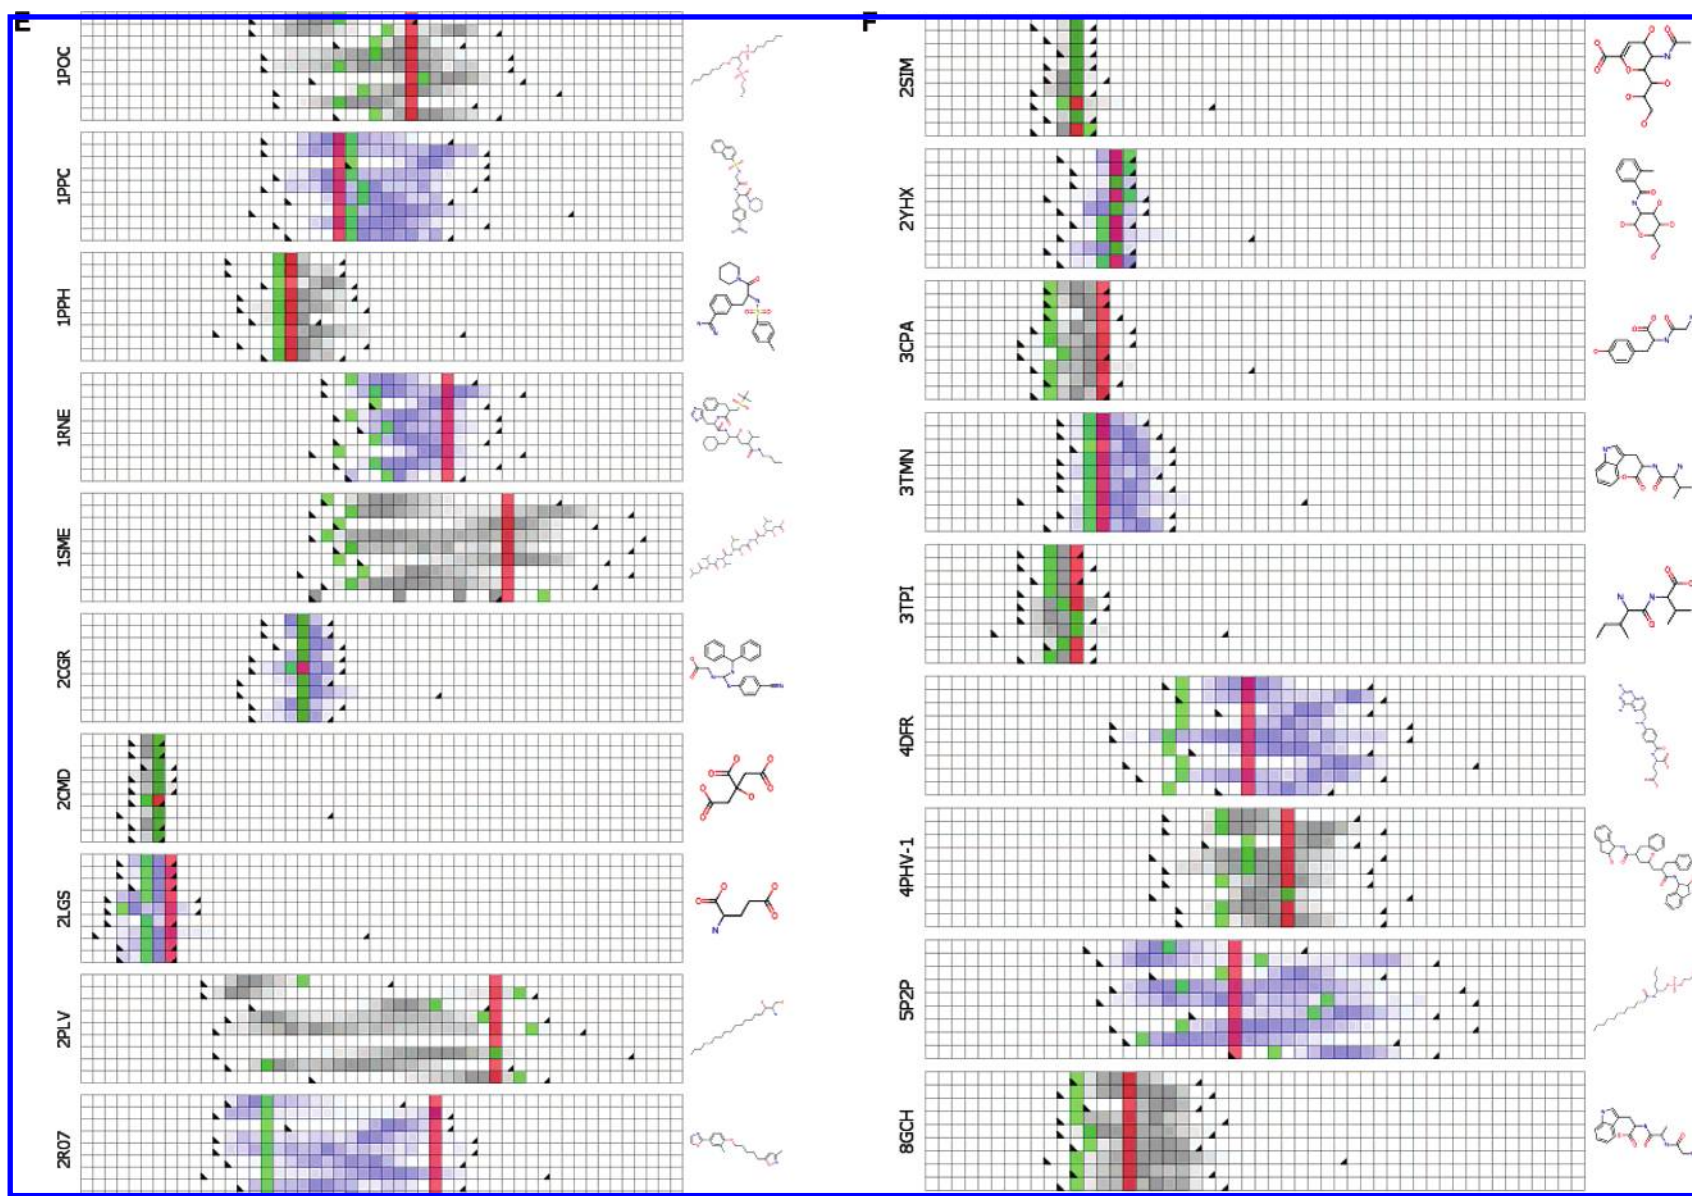 E
1POC
1PPC
1PPH
1RNE
1SME
2CGR
2CMD
2LGS
2PLV
2R07
F
2SIM
2YHX
3CPA
3TMN
3TPI
4DFR
4PHV-1
5P2P
8GCH